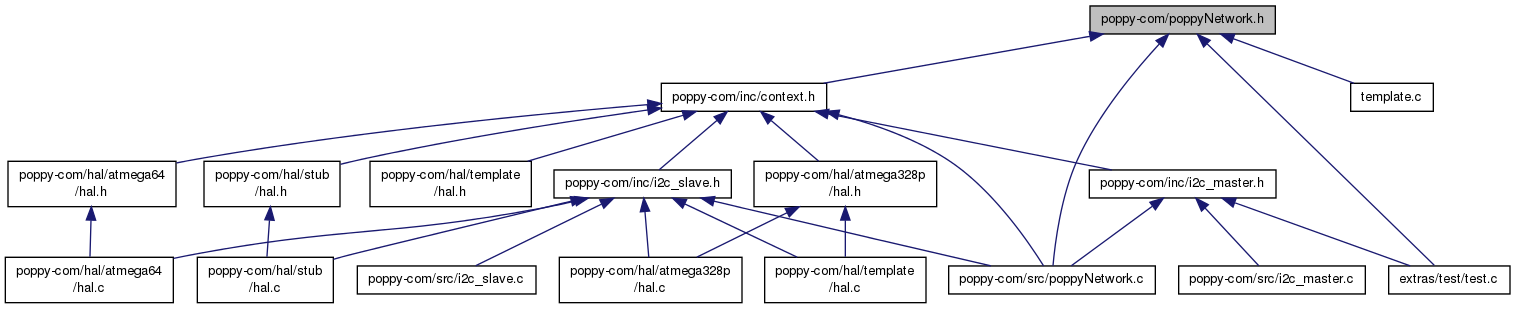 poppy-com/poppyNetwork.h
poppy-com/inc/context.h
template.c
poppy-com/hal/atmega64
/hal.h
poppy-com/hal/stub
/hal.h
poppy-com/hal/template
/hal.h
poppy-com/inc/i2c_slave.h
poppy-com/hal/atmega328p
/hal.h
poppy-com/inc/i2c_master.h
poppy-com/hal/atmega64
/hal.c
poppy-com/hal/stub
/hal.c
poppy-com/src/i2c_slave.c
poppy-com/hal/atmega328p
/hal.c
poppy-com/hal/template
/hal.c
poppy-com/src/poppyNetwork.c
poppy-com/src/i2c_master.c
extras/test/test.c